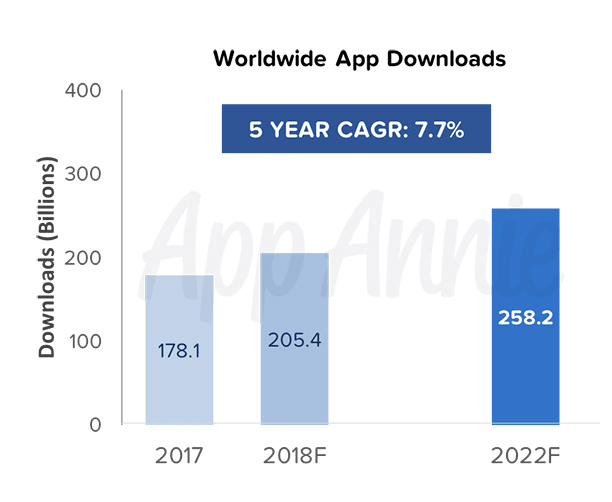 Worldwide App Downloads
5 YEAR CAGR: 7.7%
Downloads (Billions)
400
300
200
100
0
App Annie
178.1
205.4
258.2
2017
2018F
2022F